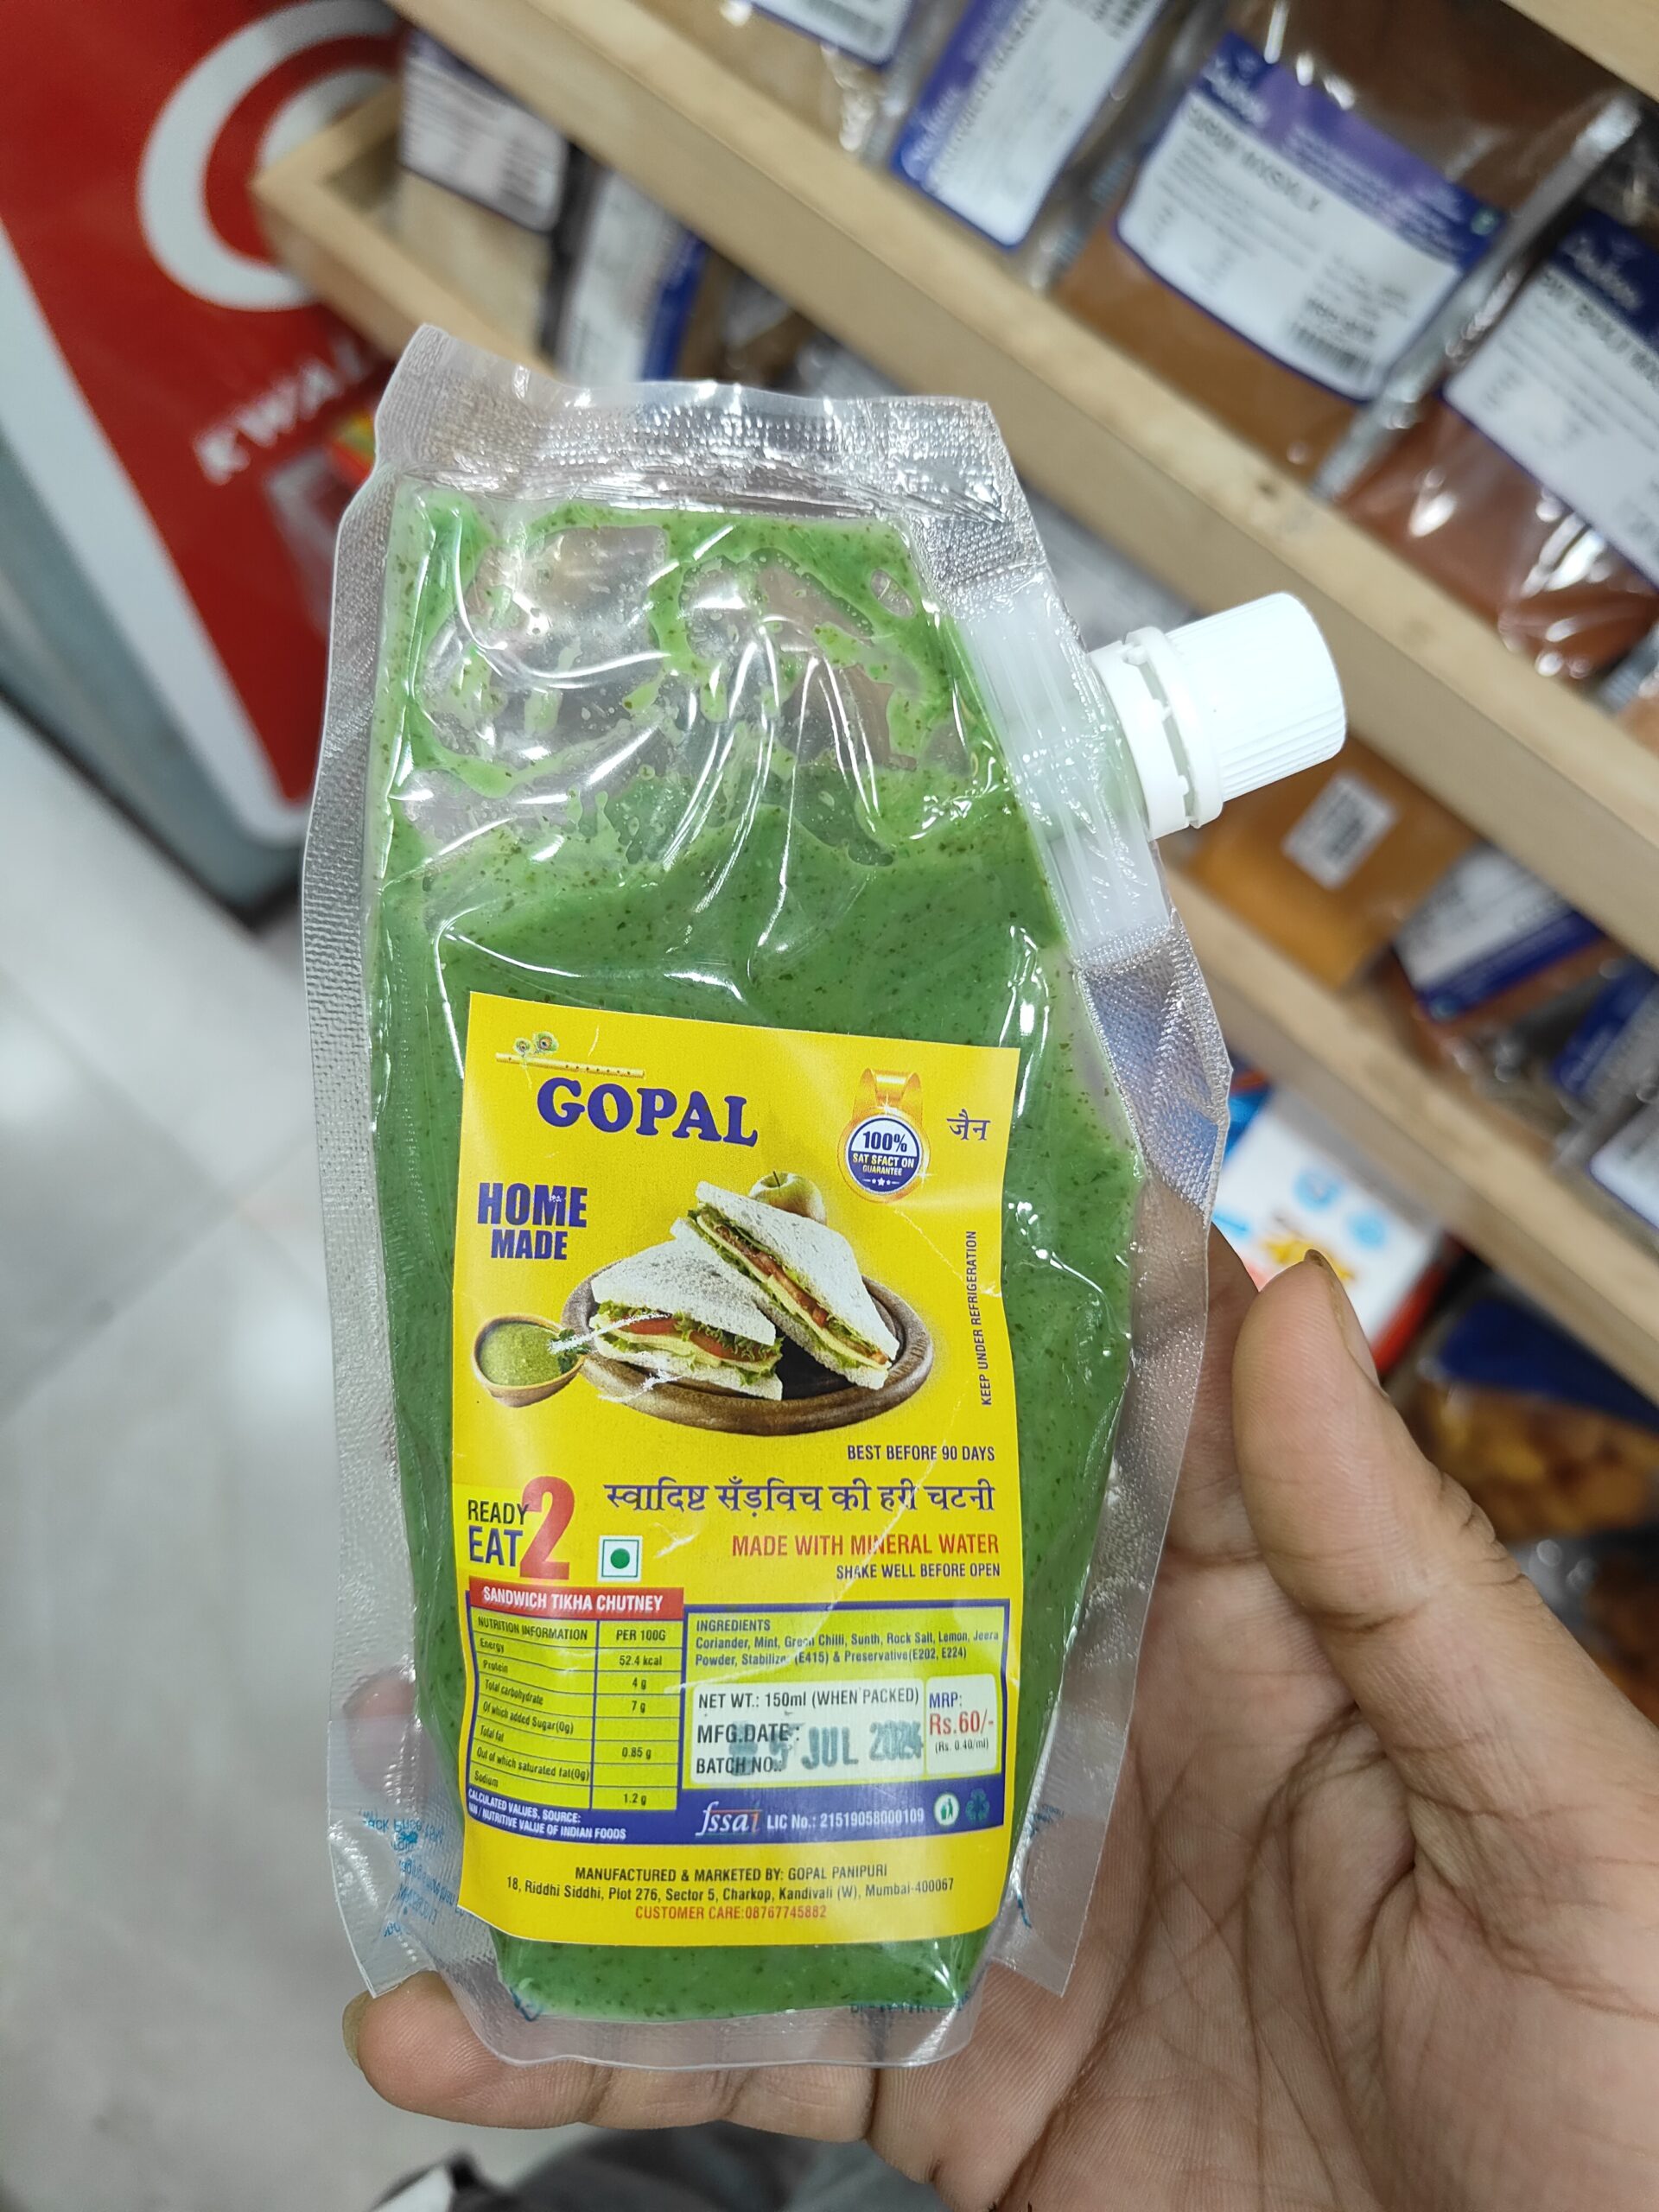 KWAL
GOPAL
100%
SAT SFACT ON
GUARANTEE
जैन
HOME
MADE
KEEP UNDER REFRIGERATION
BEST BEFORE 90 DAYS
स्वादिष्ट सँड़विच की हरी चटनी
READY 2
EAT
MADE WITH MINERAL WATER
SHAKE WELL BEFORE OPEN
SANDWICH TIKHA CHUTNEY
NUTRITION INFORMATION PER 100G
Energy 52.4 kcal
Protein 4 g
Total carbohydrate 7 g
Of which added Sugar(0g)
Total fat 0.85 g
Out of which saturated fat(0g)
Sodium 1.2 g
CALCULATED VALUES. SOURCE:
NIN / NUTRITIVE VALUE OF INDIAN FOODS
INGREDIENTS
Coriander, Mint, Green Chilli, Sunth, Rock Salt, Lemon, Jeera
Powder, Stabilizer (E415) & Preservative(E202, E224)
NET WT.: 150ml (WHEN PACKED)
MFG.DATE: 5 JUL 2024
BATCH NO.:
MRP:
Rs.60/-
(Rs. 0.40/ml)
fssai LIC No.: 21519058000109
MANUFACTURED & MARKETED BY: GOPAL PANIPURI
18, Riddhi Siddhi, Plot 276, Sector 5, Charkop, Kandivali (W), Mumbai-400067
CUSTOMER CARE:08767745882